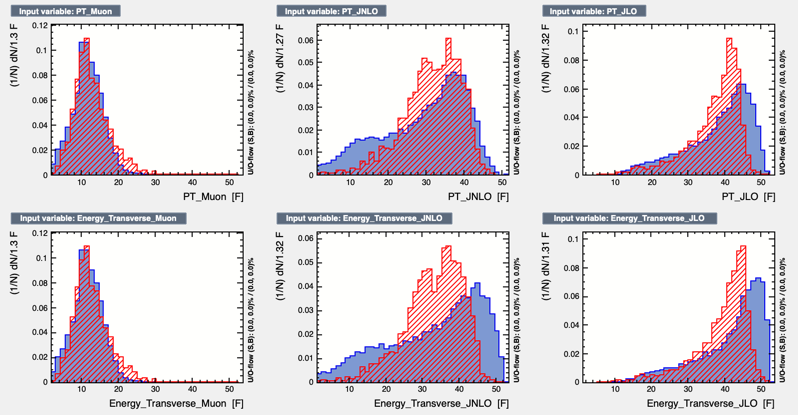 Input variable: PT_Muon
(1/N) dN/1.3 F
0.12
0.1
0.08
0.06
0.04
0.02
0
10 20 30 40 50
PT_Muon [F]
U/O-flow (S,B): (0.0, 0.0)% / (0.0, 0.0)%
Input variable: PT_JNLO
(1/N) dN/1.27 F
0.06
0.05
0.04
0.03
0.02
0.01
0
10 20 30 40 50
PT_JNLO [F]
U/O-flow (S,B): (0.0, 0.0)% / (0.0, 0.0)%
Input variable: PT_JLO
(1/N) dN/1.32 F
0.1
0.08
0.06
0.04
0.02
0
10 20 30 40 50
PT_JLO [F]
U/O-flow (S,B): (0.0, 0.0)% / (0.0, 0.0)%
Input variable: Energy_Transverse_Muon
(1/N) dN/1.3 F
0.12
0.1
0.08
0.06
0.04
0.02
0
10 20 30 40 50
Energy_Transverse_Muon [F]
U/O-flow (S,B): (0.0, 0.0)% / (0.0, 0.0)%
Input variable: Energy_Transverse_JNLO
(1/N) dN/1.32 F
0.06
0.05
0.04
0.03
0.02
0.01
0
10 20 30 40 50
Energy_Transverse_JNLO [F]
U/O-flow (S,B): (0.0, 0.0)% / (0.0, 0.0)%
Input variable: Energy_Transverse_JLO
(1/N) dN/1.31 F
0.1
0.08
0.06
0.04
0.02
0
10 20 30 40 50
Energy_Transverse_JLO [F]
U/O-flow (S,B): (0.0, 0.0)% / (0.0, 0.0)%